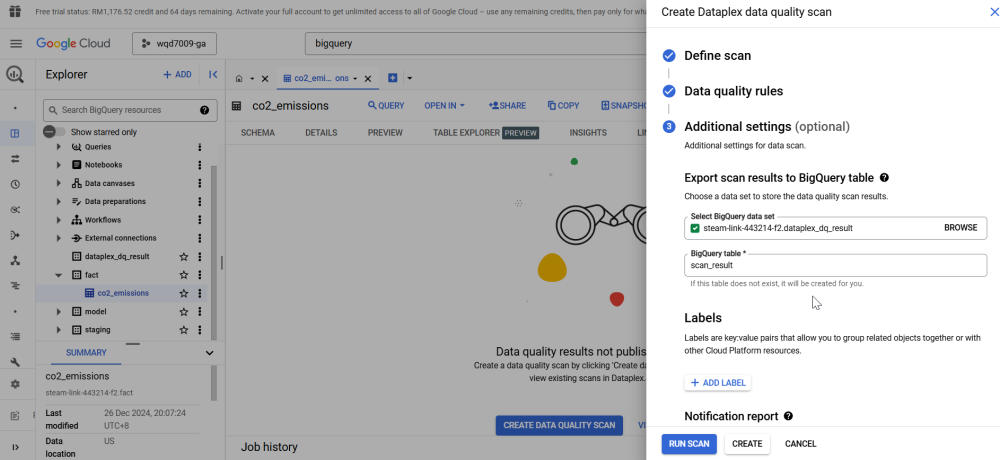 Free trial status: RM1,176.52 credit and 64 days remaining. Activate your full account to get unlimited access to all of Google Cloud – use any remaining credits, then pay only for wha
Create Dataplex data quality scan
Google Cloud
wqd7009-ga
bigquery
Explorer
+ ADD
Search BigQuery resources
Show starred only
Queries
Notebooks
Data canvases
Data preparations
Workflows
External connections
dataplex_dq_result
fact
co2_emissions
model
staging
SUMMARY
co2_emissions
steam-link-443214-f2.fact
Last modified
26 Dec 2024, 20:07:24 UTC+8
Data location
US
co2_emi... ons
co2_emissions
QUERY
OPEN IN
SHARE
COPY
SNAPSHO
SCHEMA
DETAILS
PREVIEW
TABLE EXPLORER
PREVIEW
INSIGHTS
LIN
Data quality results not publis
Create a data quality scan by clicking 'Create da
view existing scans in Dataplex.
CREATE DATA QUALITY SCAN
VI
Job history
Define scan
Data quality rules
3
Additional settings (optional)
Additional settings for data scan.
Export scan results to BigQuery table
Choose a data set to store the data quality scan results.
Select BigQuery data set
steam-link-443214-f2.dataplex_dq_result
BROWSE
BigQuery table *
scan_result
If this table does not exist, it will be created for you.
Labels
Labels are key:value pairs that allow you to group related objects together or with
other Cloud Platform resources.
+ ADD LABEL
Notification report
RUN SCAN
CREATE
CANCEL